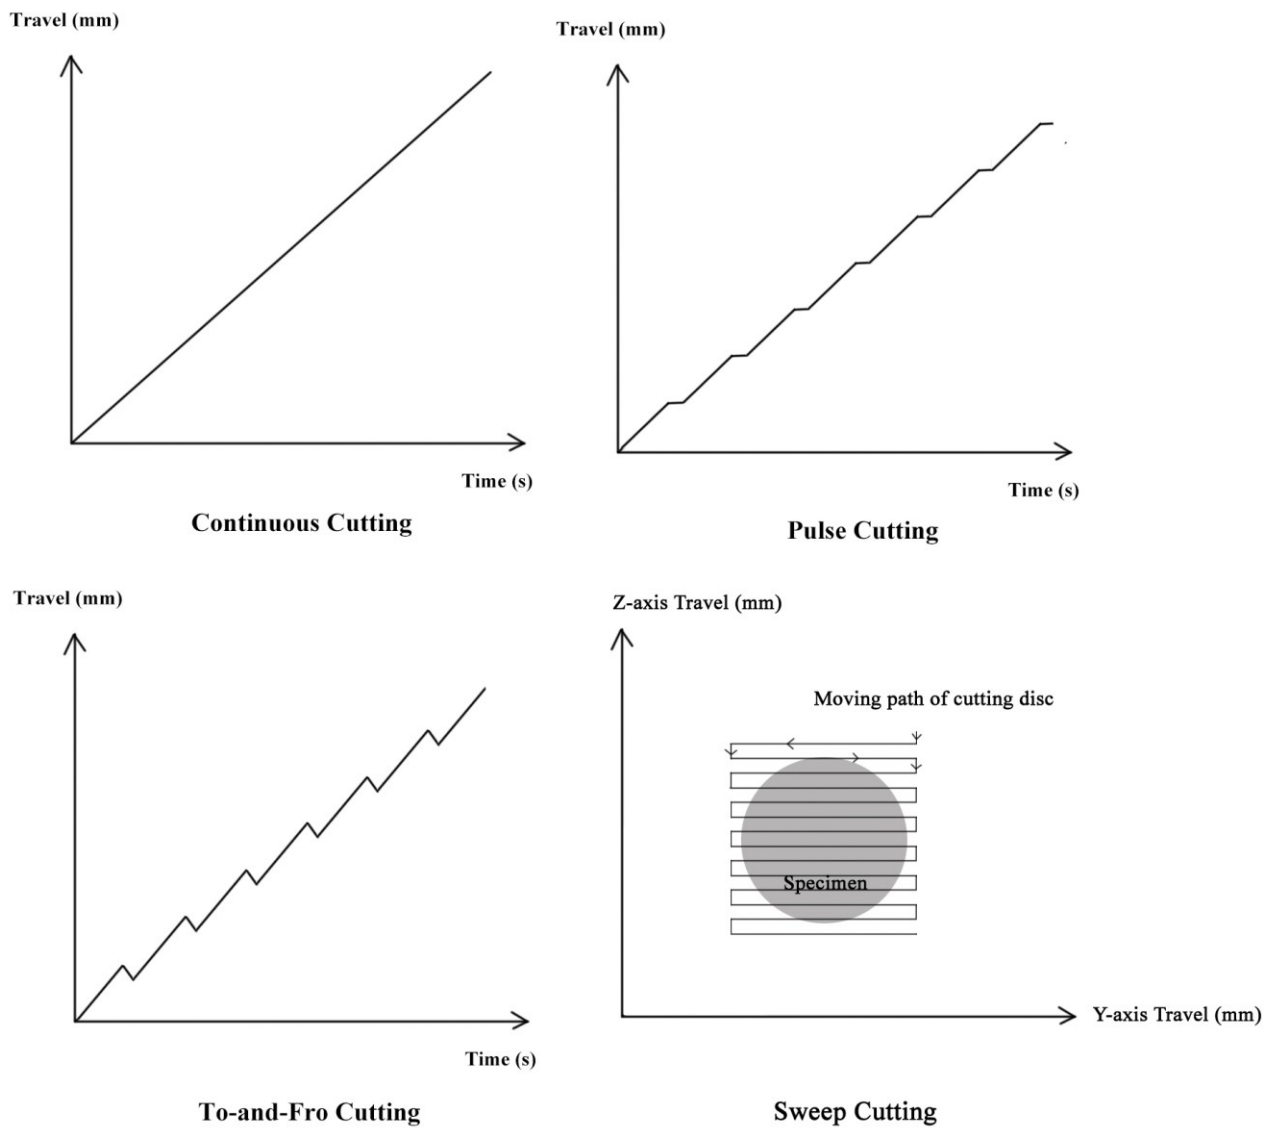 Travel (mm)
Time (s)
Continuous Cutting
Travel (mm)
Time (s)
Pulse Cutting
Travel (mm)
Time (s)
To-and-Fro Cutting
Z-axis Travel (mm)
Moving path of cutting disc
Specimen
Y-axis Travel (mm)
Sweep Cutting